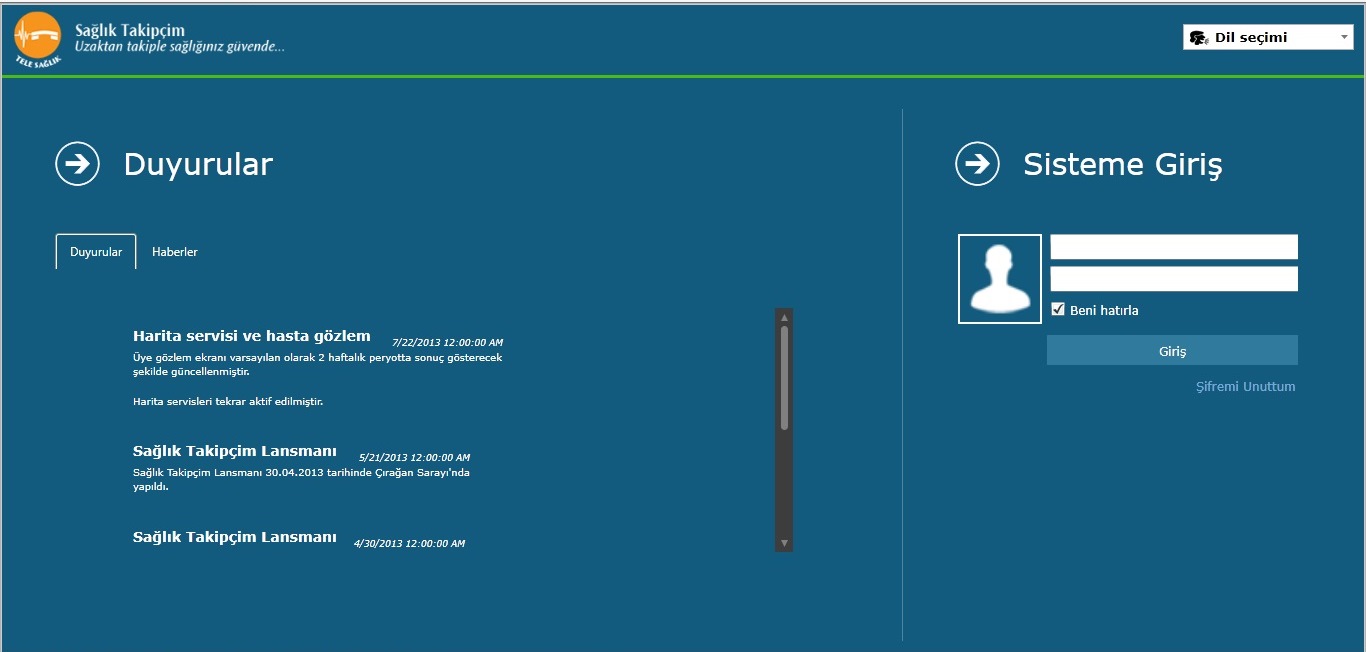 Sağlık Takipçim
Uzaktan takiple sağlığınız güvende...
TELE SAĞLIK
Dil seçimi
Duyurular
Duyurular
Haberler
Harita servisi ve hasta gözlem 7/22/2013 12:00:00 AM
Üye gözlem ekranı varsayılan olarak 2 haftalık peryotta sonuç gösterecek
şekilde güncellenmiştir.
Harita servisleri tekrar aktif edilmiştir.
Sağlık Takipçim Lansmanı 5/21/2013 12:00:00 AM
Sağlık Takipçim Lansmanı 30.04.2013 tarihinde Çırağan Sarayı'nda
yapıldı.
Sağlık Takipçim Lansmanı 4/30/2013 12:00:00 AM
Sisteme Giriş
Beni hatırla
Giriş
Şifremi Unuttum